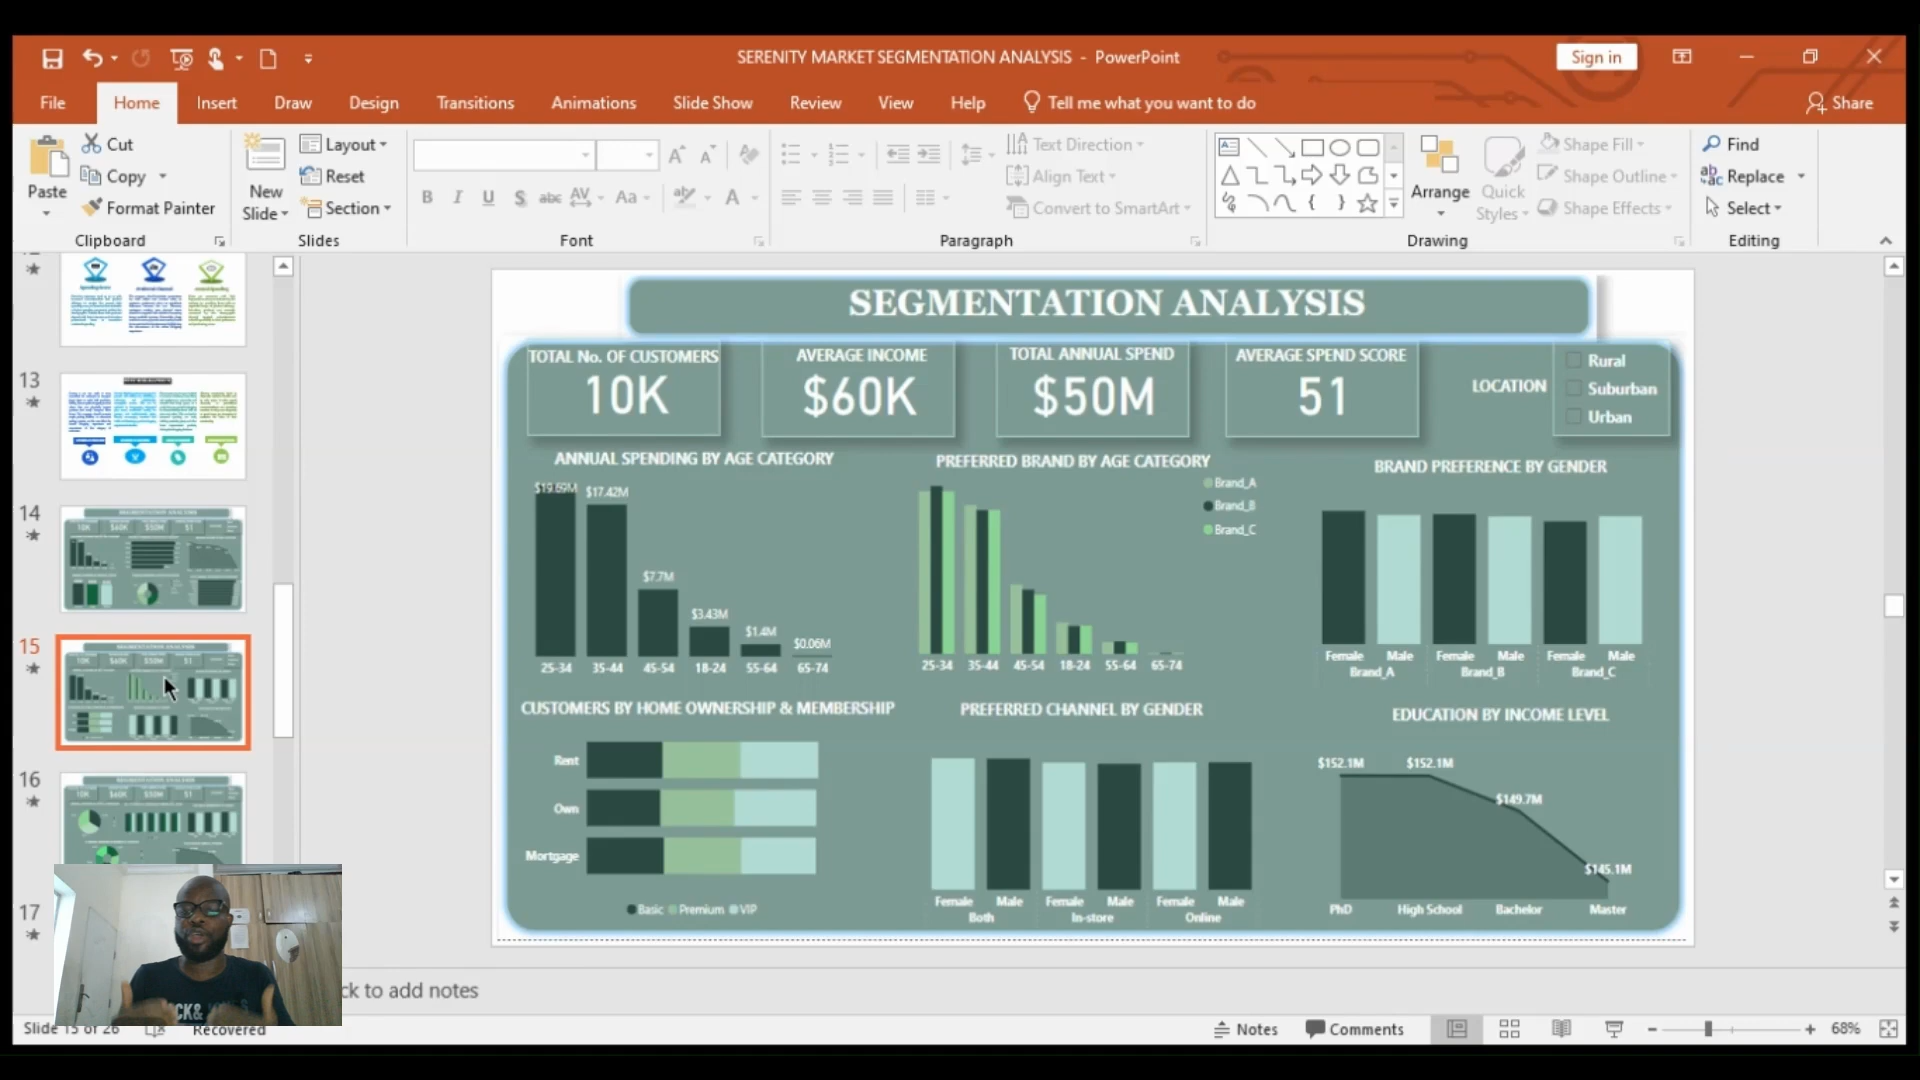 SERENITY MARKET SEGMENTATION ANALYSIS - PowerPoint
Sign in
File Home Insert Draw Design Transitions Animations Slide Show Review View Help Tell me what you want to do Share
Paste
Cut
Copy
Format Painter
Clipboard
New Slide
Layout
Reset
Section
Slides
B I U S abc AV Aa A
Font
Text Direction
Align Text
Convert to SmartArt
Paragraph
Arrange
Quick Styles
Shape Fill
Shape Outline
Shape Effects
Drawing
Find
Replace
Select
Editing
13
14
15
16
17
SEGMENTATION ANALYSIS
TOTAL No. OF CUSTOMERS
10K
AVERAGE INCOME
$60K
TOTAL ANNUAL SPEND
$50M
AVERAGE SPEND SCORE
51
LOCATION
Rural
Suburban
Urban
ANNUAL SPENDING BY AGE CATEGORY
$19.69M $17.42M $7.7M $3.43M $1.4M $0.06M
25-34 35-44 45-54 18-24 55-64 65-74
PREFERRED BRAND BY AGE CATEGORY
Brand_A
Brand_B
Brand_C
25-34 35-44 45-54 18-24 55-64 65-74
BRAND PREFERENCE BY GENDER
Female Male Female Male Female Male
Brand_A Brand_B Brand_C
CUSTOMERS BY HOME OWNERSHIP & MEMBERSHIP
Rent
Own
Mortgage
Basic Premium VIP
PREFERRED CHANNEL BY GENDER
Female Male Female Male Female Male
Both In-store Online
EDUCATION BY INCOME LEVEL
$152.1M $152.1M $149.7M $145.1M
PhD High School Bachelor Master
ck to add notes
Slide 15 of 26 Recovered
Notes Comments 68%